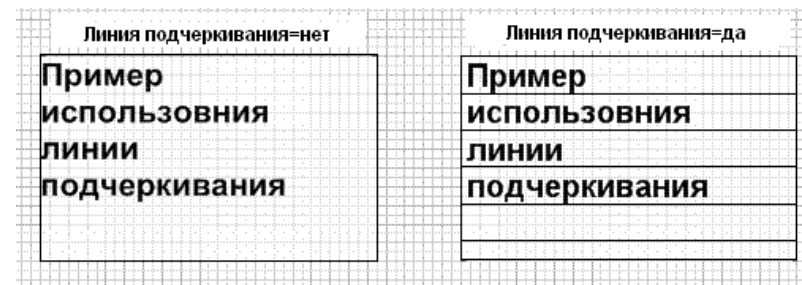 Линия подчеркивания=нет
Пример
использовния
линии
подчеркивания
Линия подчеркивания=да
Пример
использовния
линии
подчеркивания